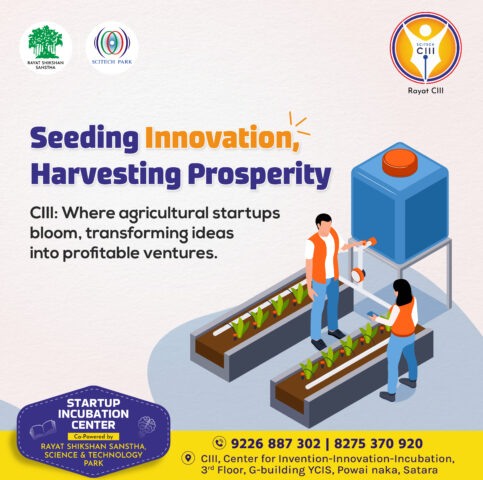 RAYAT SHIKSHAN
SANSTHA
SCITECH PARK
SCITECH
CIII
Rayat CIII
Seeding Innovation,
Harvesting Prosperity
CIII: Where agricultural startups
bloom, transforming ideas
into profitable ventures.
STARTUP
INCUBATION
CENTER
Co-Powered by
RAYAT SHIKSHAN SANSTHA,
SCIENCE & TECHNOLOGY
PARK
9226 887 302 | 8275 370 920
CIII, Center for Invention-Innovation-Incubation,
3rd Floor, G-building YCIS, Powai naka, Satara